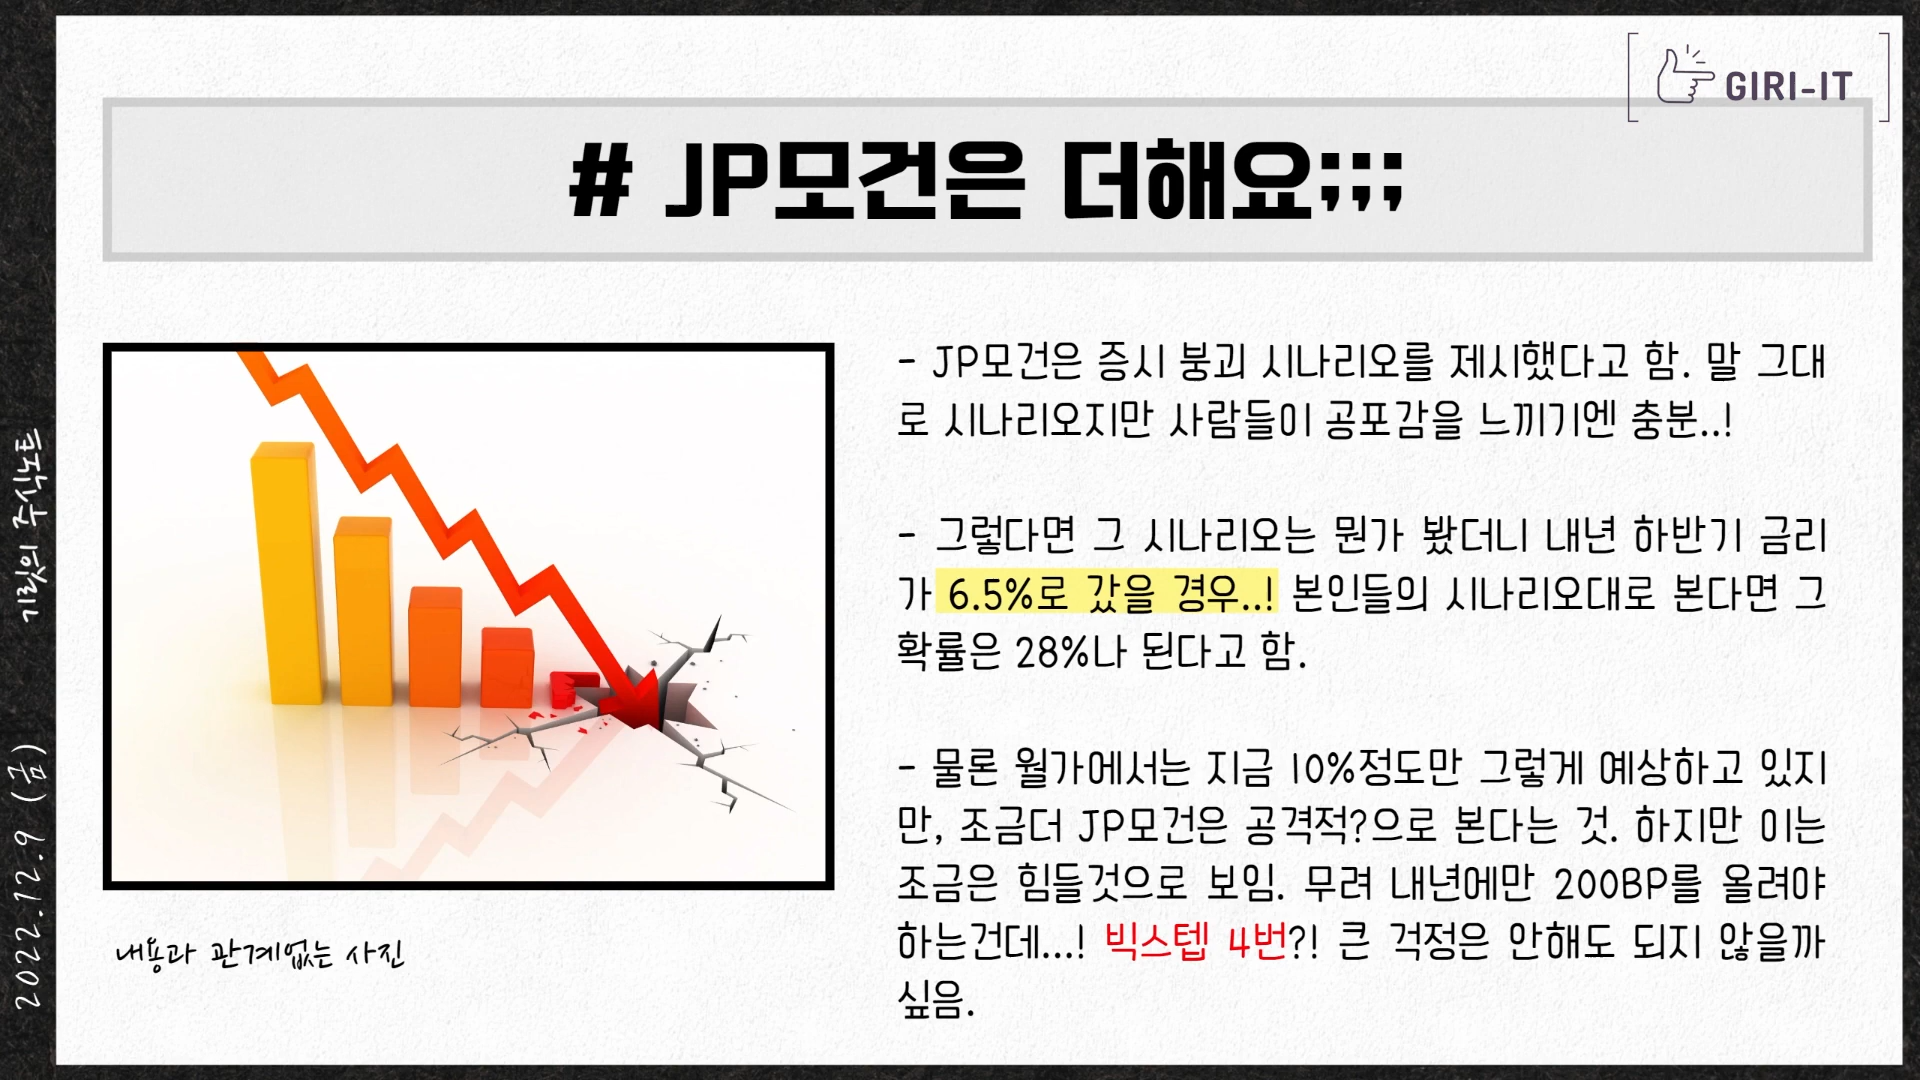 GIRI-IT
# JP모건은 더해요;;;
- JP모건은 증시 붕괴 시나리오를 제시했다고 함. 말 그대
로 시나리오지만 사람들이 공포감을 느끼기엔 충분..!
- 그렇다면 그 시나리오는 뭔가 봤더니 내년 하반기 금리
가 6.5%로 갔을 경우..! 본인들의 시나리오대로 본다면 그
확률은 28%나 된다고 함.
- 물론 월가에서는 지금 10%정도만 그렇게 예상하고 있지
만, 조금더 JP모건은 공격적?으로 본다는 것. 하지만 이는
조금은 힘들것으로 보임. 무려 내년에만 200BP를 올려야
하는건데...! 빅스텝 4번?! 큰 걱정은 안해도 되지 않을까
싶음.
내용과 관계없는 사진
2022.12.9 (금)
기릿의 주식노트